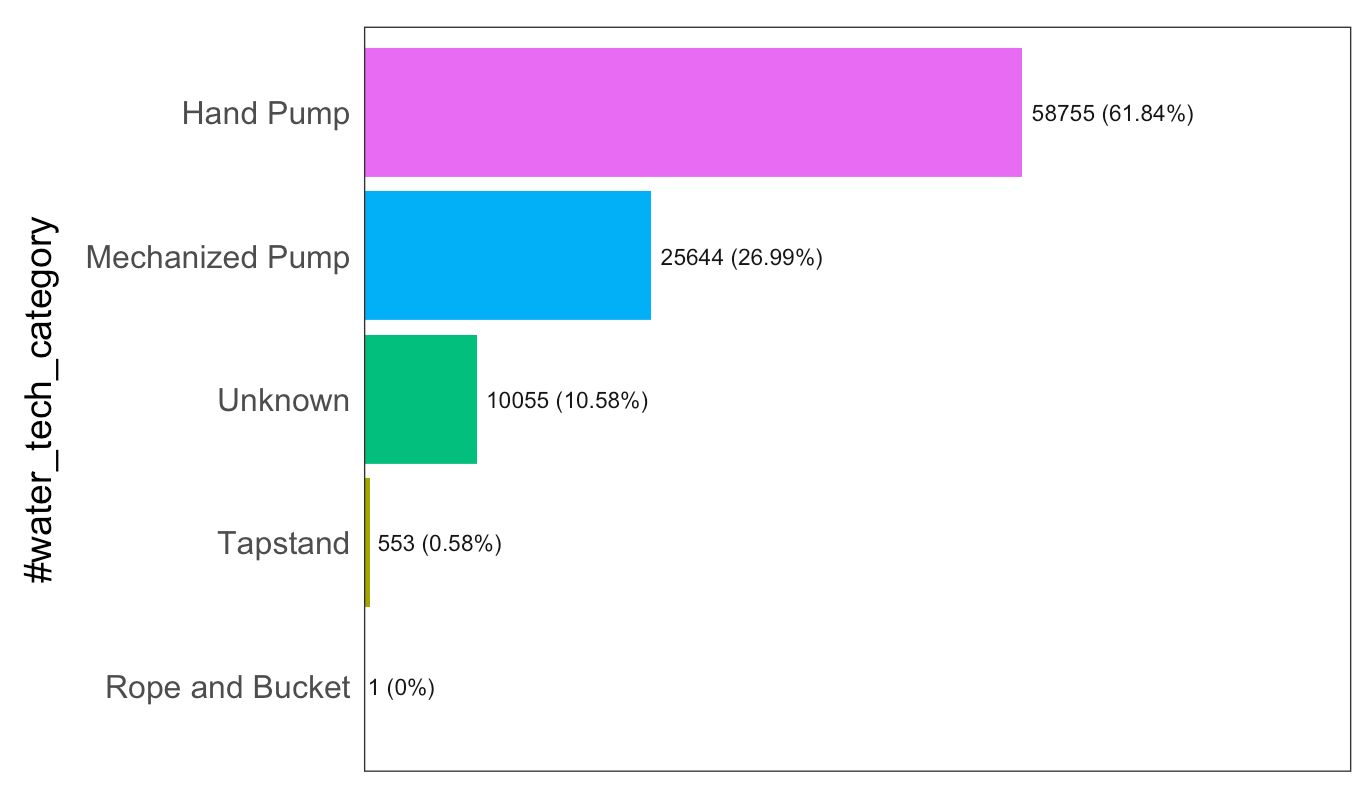 #water_tech_category
Hand Pump
58755 (61.84%)
Mechanized Pump
25644 (26.99%)
Unknown
10055 (10.58%)
Tapstand
553 (0.58%)
Rope and Bucket
1 (0%)